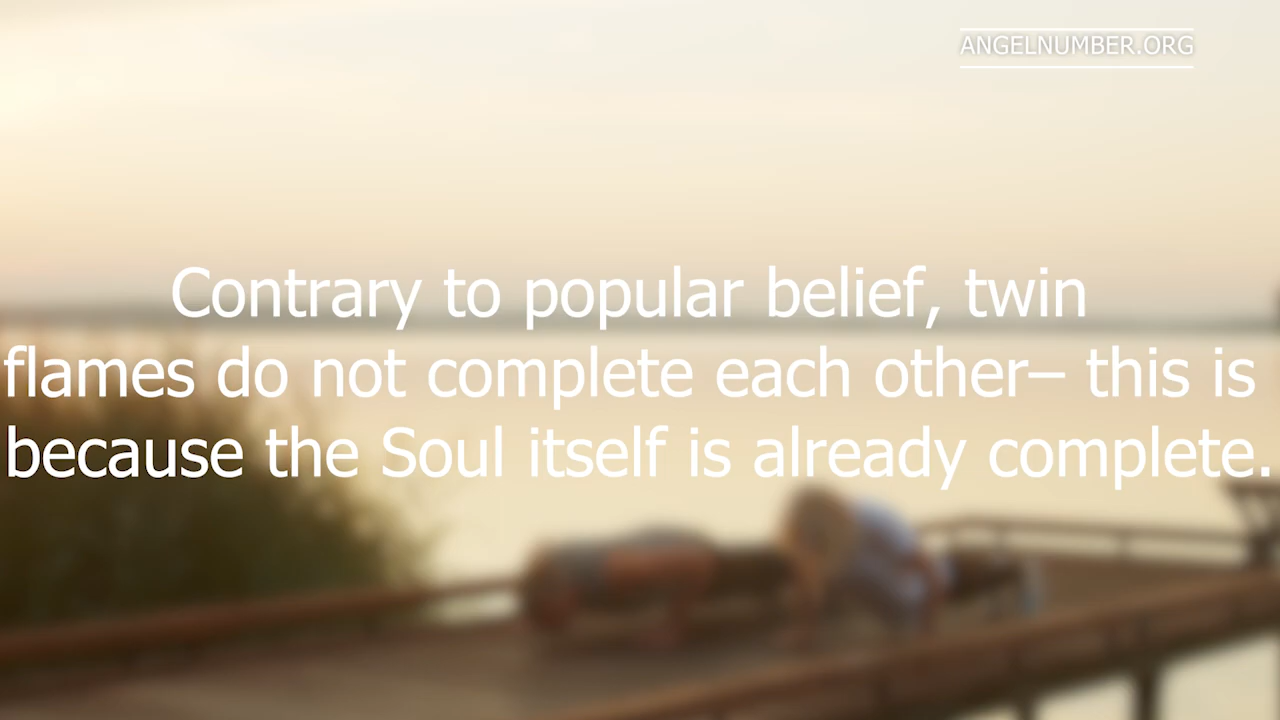 ANGELNUMBER.ORG
Contrary to popular belief, twin
flames do not complete each other– this is
because the Soul itself is already complete.